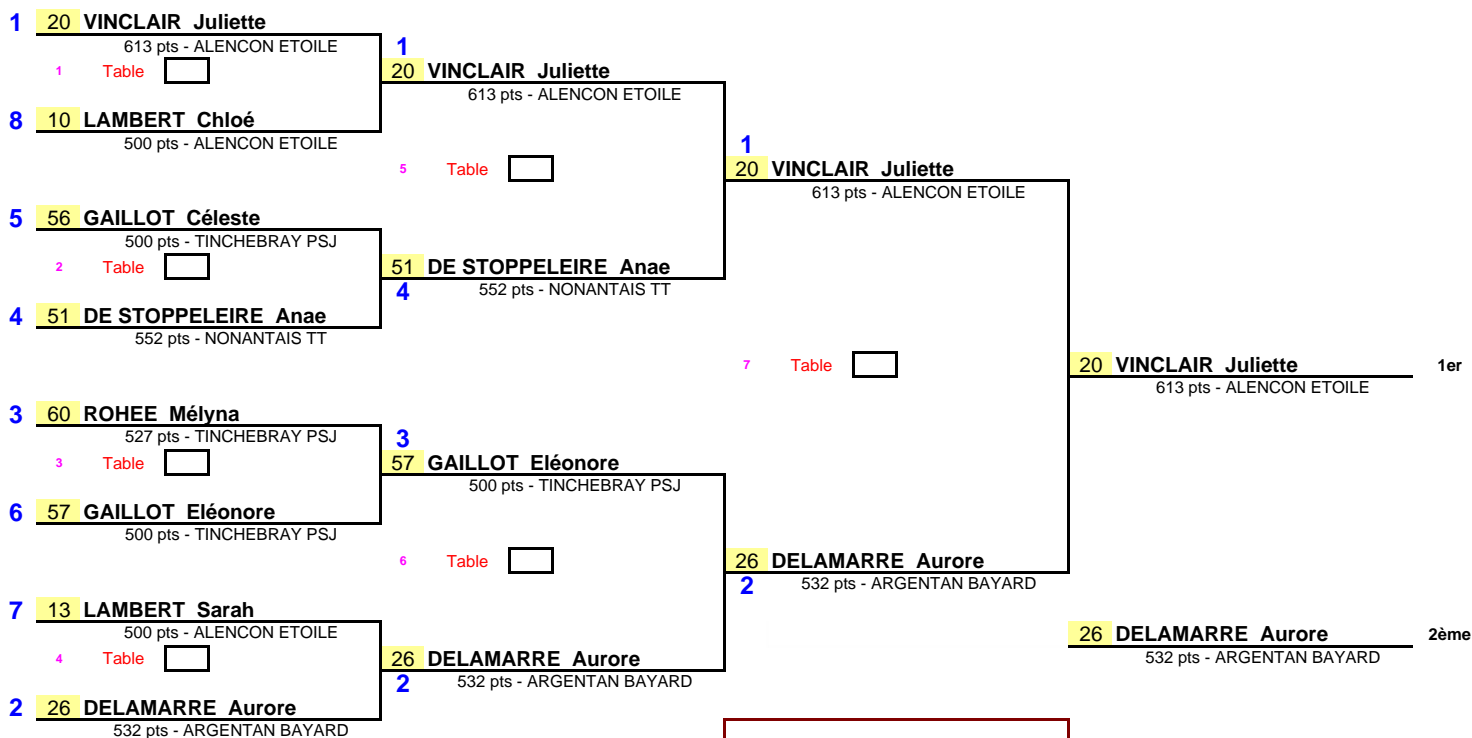 1 20 VINCLAIR Juliette
613 pts - ALENCON ETOILE
1 Table
8 10 LAMBERT Chloé
500 pts - ALENCON ETOILE
5 56 GAILLOT Céleste
500 pts - TINCHEBRAY PSJ
2 Table
4 51 DE STOPPELEIRE Anae
552 pts - NONANTAIS TT
3 60 ROHEE Mélyna
527 pts - TINCHEBRAY PSJ
3 Table
6 57 GAILLOT Eléonore
500 pts - TINCHEBRAY PSJ
7 13 LAMBERT Sarah
500 pts - ALENCON ETOILE
4 Table
2 26 DELAMARRE Aurore
532 pts - ARGENTAN BAYARD
1
20 VINCLAIR Juliette
613 pts - ALENCON ETOILE
5 Table
51 DE STOPPELEIRE Anae
4 552 pts - NONANTAIS TT
3
57 GAILLOT Eléonore
500 pts - TINCHEBRAY PSJ
6 Table
26 DELAMARRE Aurore
2 532 pts - ARGENTAN BAYARD
1
20 VINCLAIR Juliette
613 pts - ALENCON ETOILE
7 Table
26 DELAMARRE Aurore
2 532 pts - ARGENTAN BAYARD
20 VINCLAIR Juliette 1er
613 pts - ALENCON ETOILE
26 DELAMARRE Aurore 2ème
532 pts - ARGENTAN BAYARD